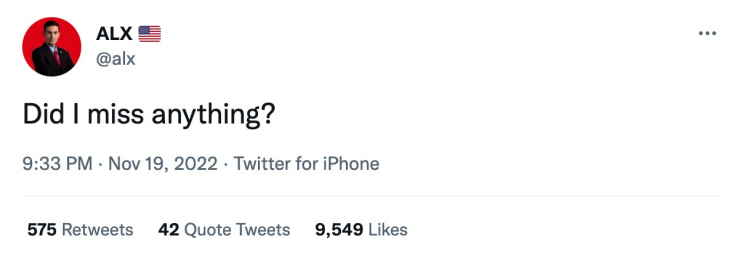 ALX 🇺🇸
@alx
Did I miss anything?
9:33 PM · Nov 19, 2022 · Twitter for iPhone
575 Retweets 42 Quote Tweets 9,549 Likes